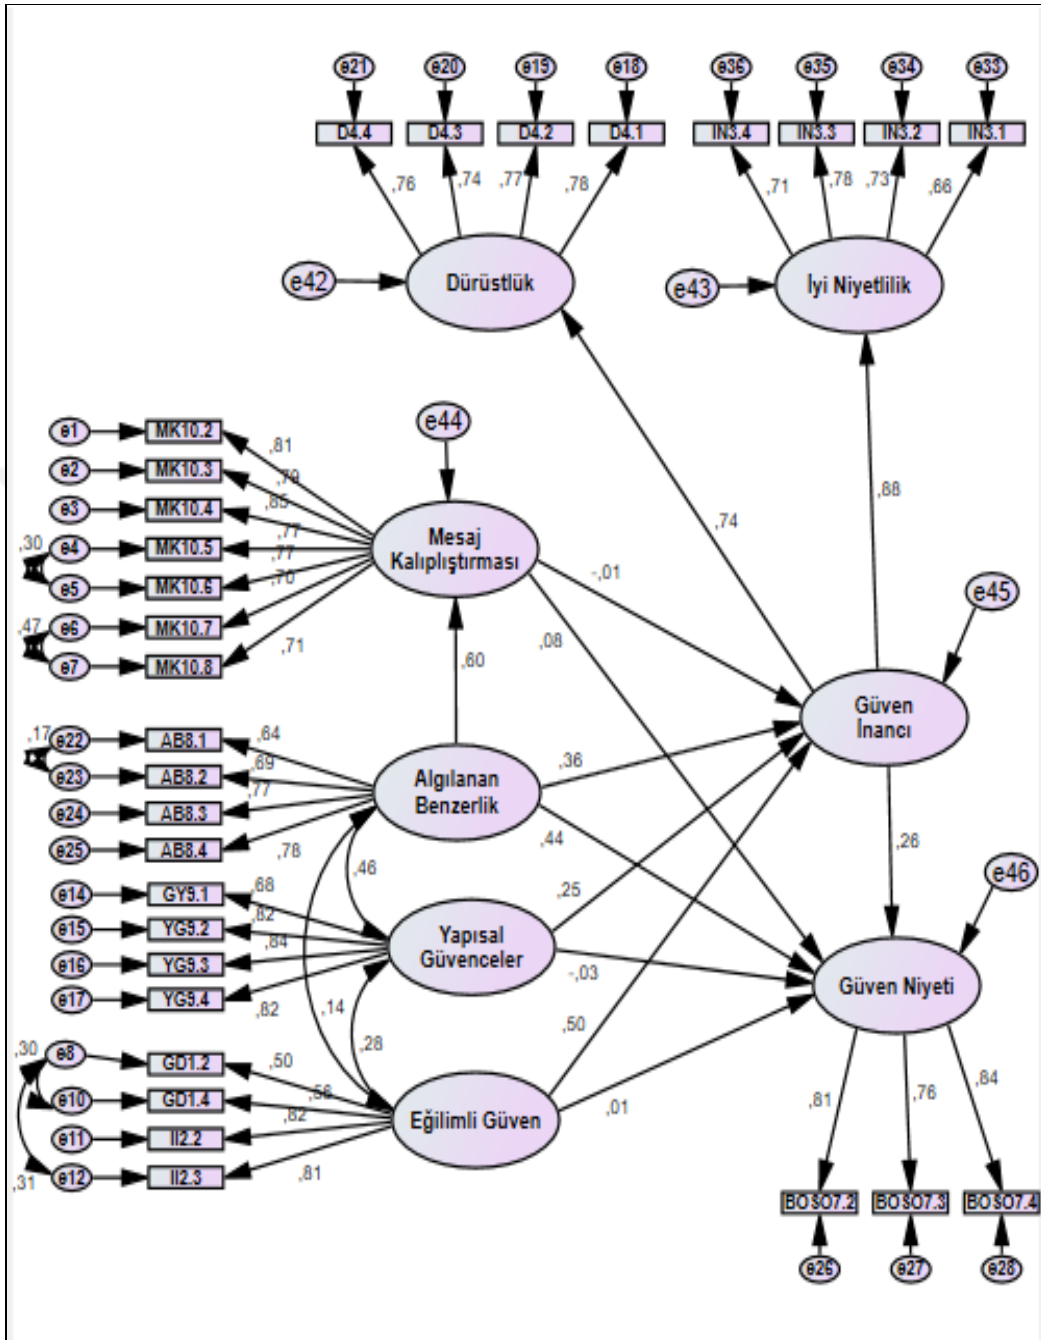 e21 e20 e19 e18 e36 e35 e34 e33
D4.4 D4.3 D4.2 D4.1 IN3.4 IN3.3 IN3.2 IN3.1
,76 ,74 ,77 ,78 ,71 ,78 ,73 ,66
e42 Dürüstlük e43 İyi Niyetlilik
e44
e1 MK10.2 ,81
e2 MK10.3 ,79
e3 MK10.4 ,85
,30 e4 MK10.5 ,77
e5 MK10.6 ,77
,47 e6 MK10.7 ,70
e7 MK10.8 ,71
Mesaj
Kalıplıştırması
,74 ,88
-,01
,08
,60
e45
Güven
İnancı
,17 e22 AB8.1 ,64
e23 AB8.2 ,69
e24 AB8.3 ,77
e25 AB8.4 ,78
Algılanan
Benzerlik
,36
,44
,26
,46
e46
e14 GY9.1 ,68
e15 YG9.2 ,82
e16 YG9.3 ,84
e17 YG9.4 ,82
Yapısal
Güvenceler
,25
-,03
Güven Niyeti
,14 ,28
,50
,01
,30 e8 GD1.2 ,50
e10 GD1.4
e11 II2.2 ,82
,31 e12 II2.3 ,81
Eğilimli Güven
,81 ,76 ,84
BOSO7.2 BOSO7.3 BOSO7.4
e26 e27 e28